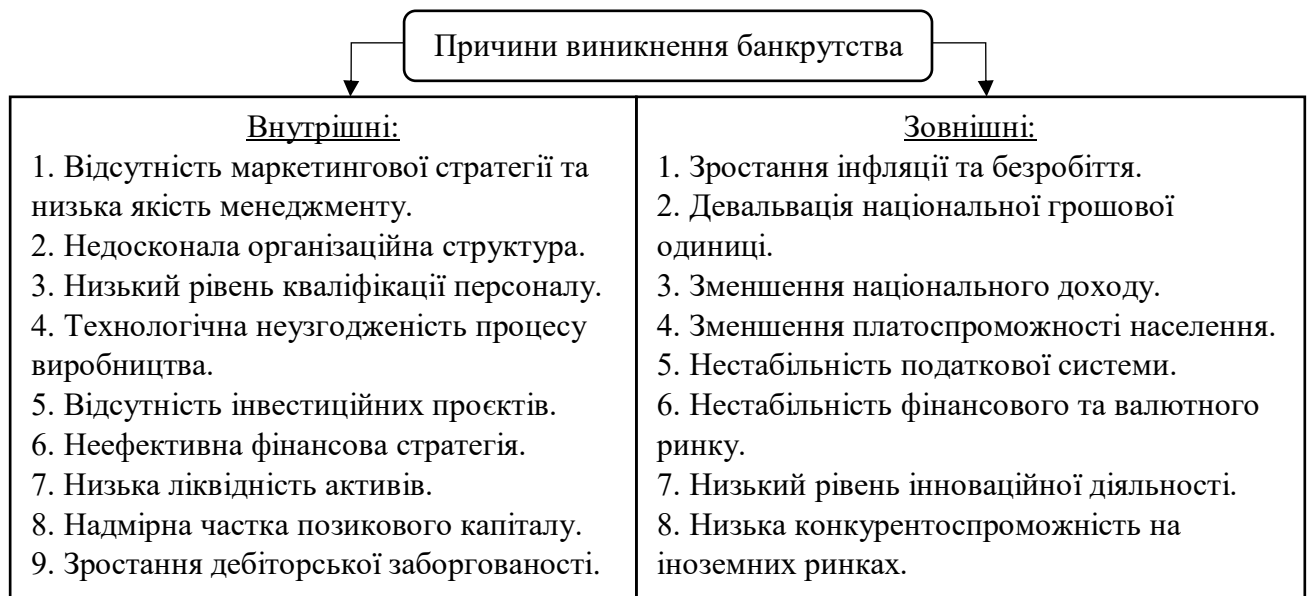 Причини виникнення банкрутства
Внутрішні:
1. Відсутність маркетингової стратегії та
низька якість менеджменту.
2. Недосконала організаційна структура.
3. Низький рівень кваліфікації персоналу.
4. Технологічна неузгодженість процесу
виробництва.
5. Відсутність інвестиційних проєктів.
6. Неефективна фінансова стратегія.
7. Низька ліквідність активів.
8. Надмірна частка позикового капіталу.
9. Зростання дебіторської заборгованості.
Зовнішні:
1. Зростання інфляції та безробіття.
2. Девальвація національної грошової
одиниці.
3. Зменшення національного доходу.
4. Зменшення платоспроможності населення.
5. Нестабільність податкової системи.
6. Нестабільність фінансового та валютного
ринку.
7. Низький рівень інноваційної діяльності.
8. Низька конкурентоспроможність на
іноземних ринках.